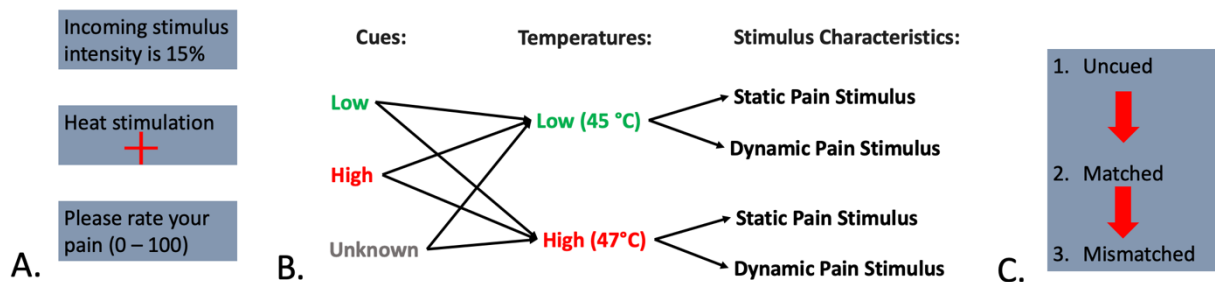 Incoming stimulus
intensity is 15%
Heat stimulation
Please rate your
pain (0 – 100)
A.
Cues:
Low
High
Unknown
Temperatures:
Low (45 °C)
High (47°C)
Stimulus Characteristics:
Static Pain Stimulus
Dynamic Pain Stimulus
Static Pain Stimulus
Dynamic Pain Stimulus
B.
1. Uncued
2. Matched
3. Mismatched
C.